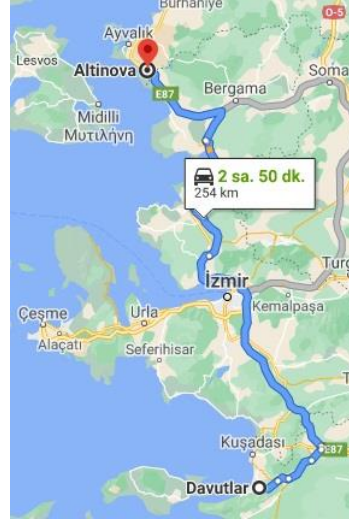 Burhaniye
O-5
Ayvalık
Lesvos
Altinova
Soma
E87
Bergama
Midilli
Μυτιλήνη
2 sa. 50 dk.
254 km
İzmir
Turg
Çeşme
Urla
Kemalpaşa
Alaçatı
Seferihisar
T
Kuşadası
E87
Davutlar